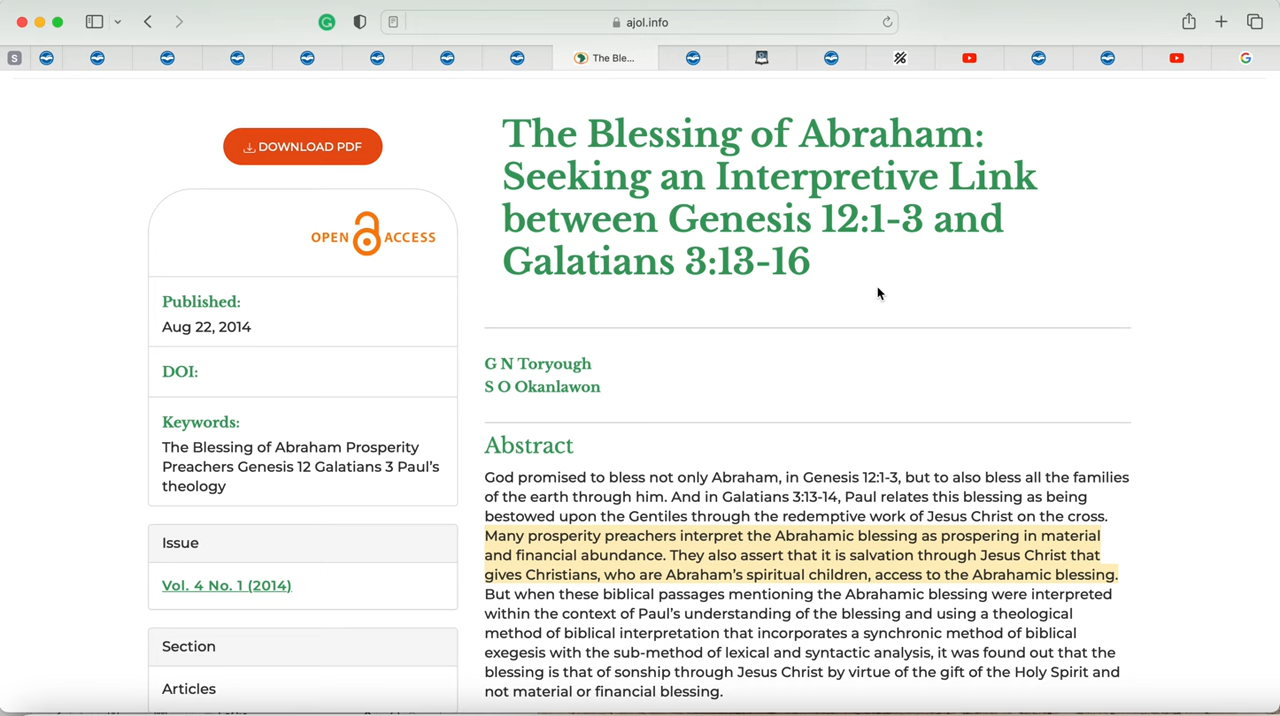 ajol.info
S
The Ble...
DOWNLOAD PDF
OPEN ACCESS
Published:
Aug 22, 2014
DOI:
Keywords:
The Blessing of Abraham Prosperity
Preachers Genesis 12 Galatians 3 Paul's
theology
Issue
Vol. 4 No. 1 (2014)
Section
Articles
The Blessing of Abraham:
Seeking an Interpretive Link
between Genesis 12:1-3 and
Galatians 3:13-16
G N Toryough
S O Okanlawon
Abstract
God promised to bless not only Abraham, in Genesis 12:1-3, but to also bless all the families
of the earth through him. And in Galatians 3:13-14, Paul relates this blessing as being
bestowed upon the Gentiles through the redemptive work of Jesus Christ on the cross.
Many prosperity preachers interpret the Abrahamic blessing as prospering in material
and financial abundance. They also assert that it is salvation through Jesus Christ that
gives Christians, who are Abraham's spiritual children, access to the Abrahamic blessing.
But when these biblical passages mentioning the Abrahamic blessing were interpreted
within the context of Paul's understanding of the blessing and using a theological
method of biblical interpretation that incorporates a synchronic method of biblical
exegesis with the sub-method of lexical and syntactic analysis, it was found out that the
blessing is that of sonship through Jesus Christ by virtue of the gift of the Holy Spirit and
not material or financial blessing.